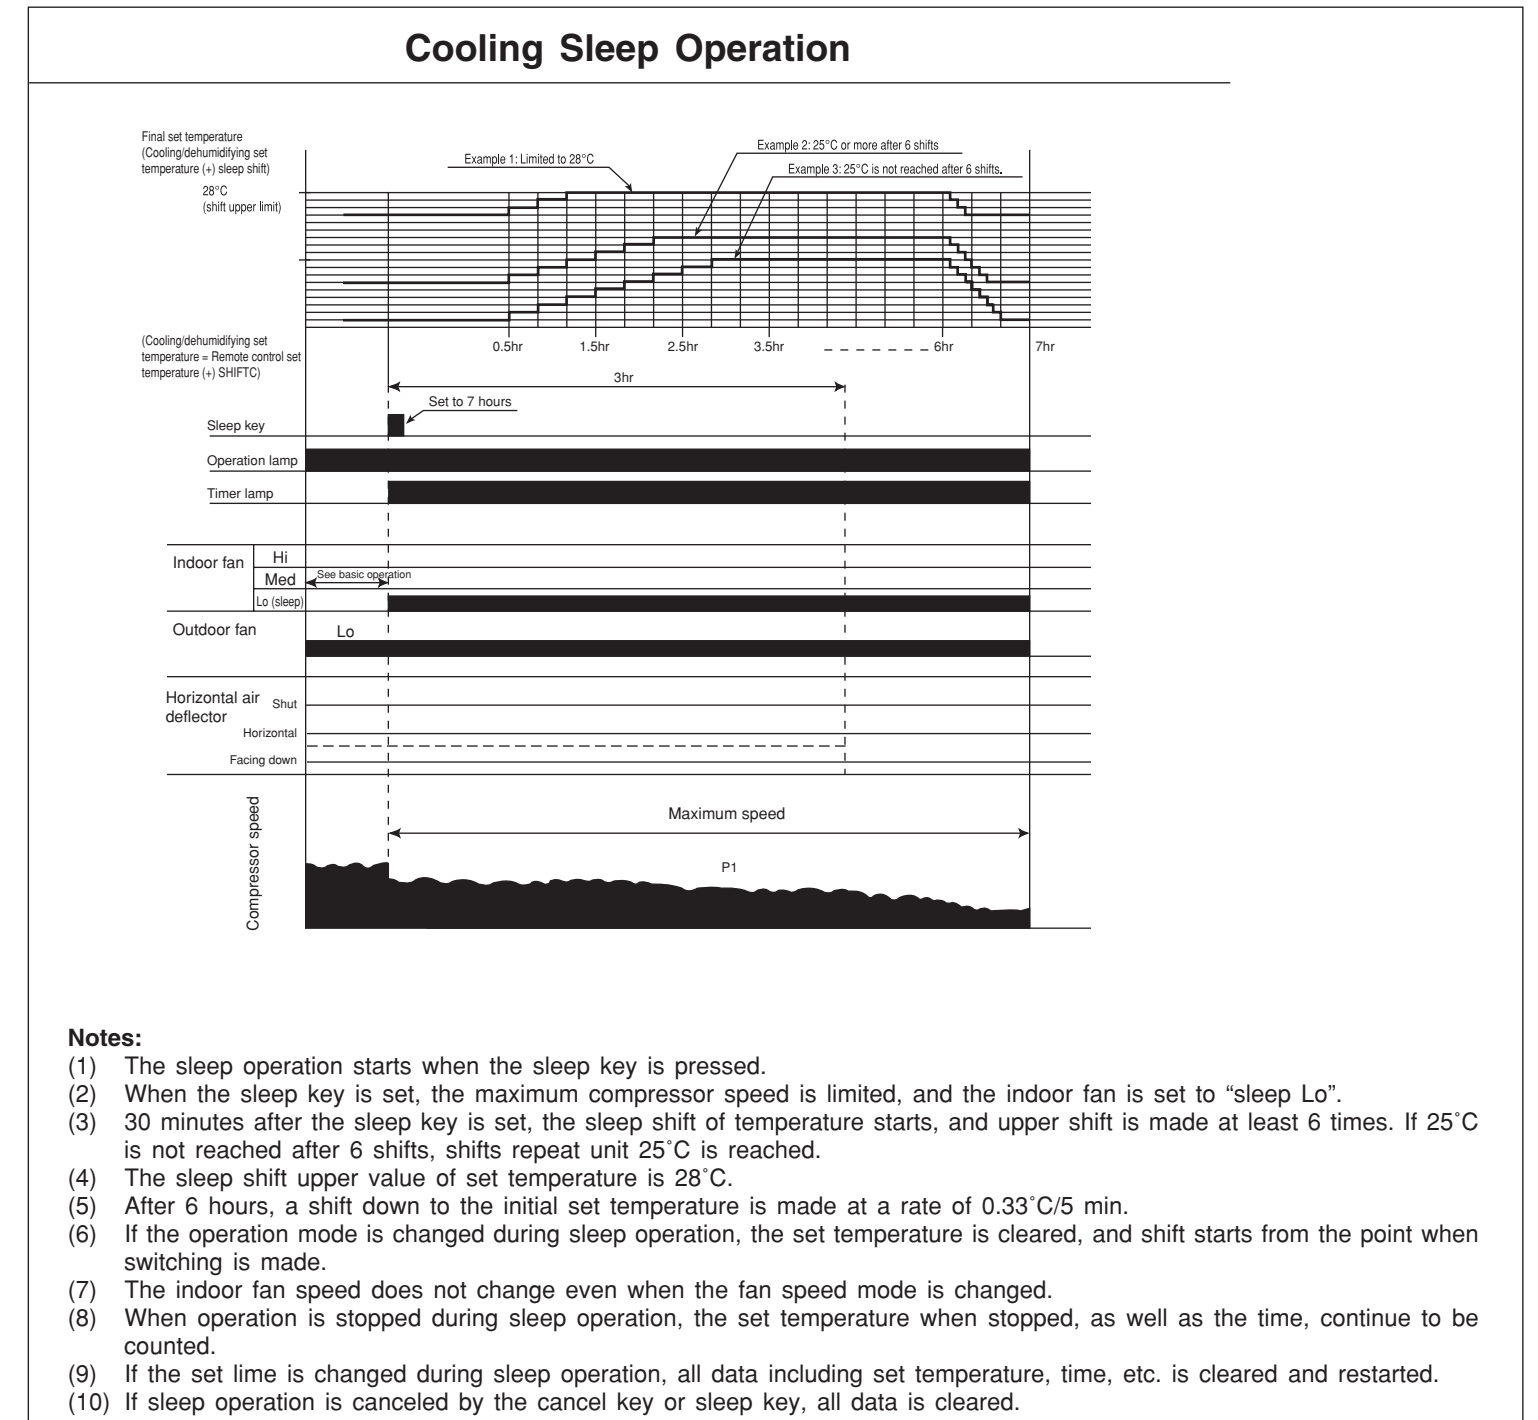 Cooling Sleep Operation
Final set temperature
(Cooling/dehumidifying set
temperature (+) sleep shift)
28°C
(shift upper limit)
Example 1: Limited to 28°C
Example 2: 25°C or more after 6 shifts
Example 3: 25°C is not reached after 6 shifts.
(Cooling/dehumidifying set
temperature = Remote control set
temperature (+) SHIFTC)
0.5hr 1.5hr 2.5hr 3.5hr 6hr 7hr
3hr
Set to 7 hours
Sleep key
Operation lamp
Timer lamp
Indoor fan
Hi
Med
See basic operation
Lo (sleep)
Outdoor fan
Lo
Horizontal air
deflector
Shut
Horizontal
Facing down
Compressor speed
Maximum speed
P1
Notes:
(1) The sleep operation starts when the sleep key is pressed.
(2) When the sleep key is set, the maximum compressor speed is limited, and the indoor fan is set to “sleep Lo”.
(3) 30 minutes after the sleep key is set, the sleep shift of temperature starts, and upper shift is made at least 6 times. If 25˚C
is not reached after 6 shifts, shifts repeat unit 25˚C is reached.
(4) The sleep shift upper value of set temperature is 28˚C.
(5) After 6 hours, a shift down to the initial set temperature is made at a rate of 0.33˚C/5 min.
(6) If the operation mode is changed during sleep operation, the set temperature is cleared, and shift starts from the point when
switching is made.
(7) The indoor fan speed does not change even when the fan speed mode is changed.
(8) When operation is stopped during sleep operation, the set temperature when stopped, as well as the time, continue to be
counted.
(9) If the set lime is changed during sleep operation, all data including set temperature, time, etc. is cleared and restarted.
(10) If sleep operation is canceled by the cancel key or sleep key, all data is cleared.